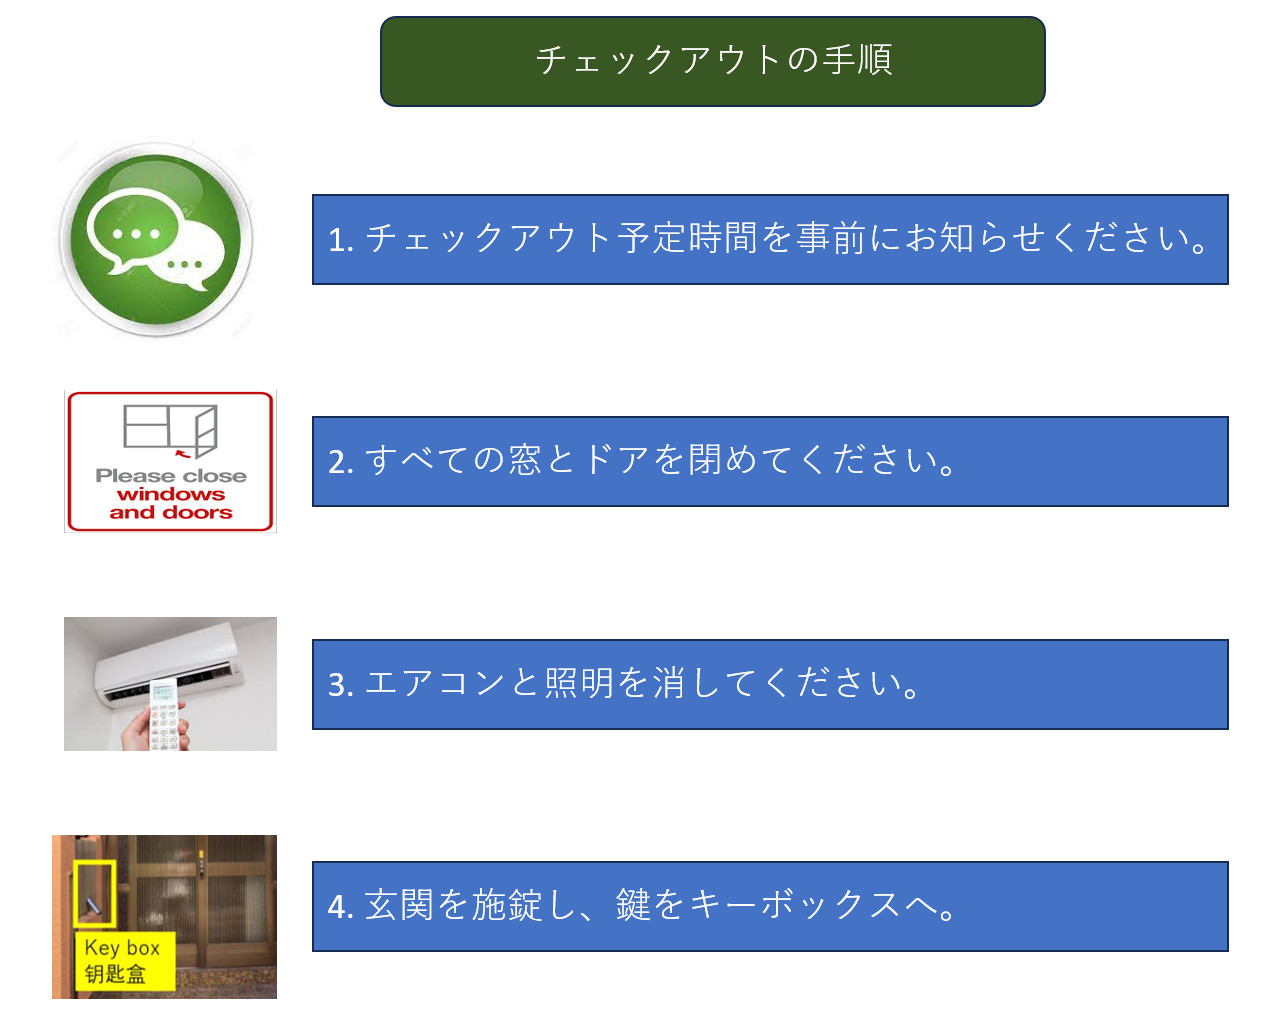 チェックアウトの手順
1. チェックアウト予定時間を事前にお知らせください。
Please close
windows
and doors
2. すべての窓とドアを閉めてください。
3. エアコンと照明を消してください。
Key box
钥匙盒
4. 玄関を施錠し、鍵をキーボックスへ。